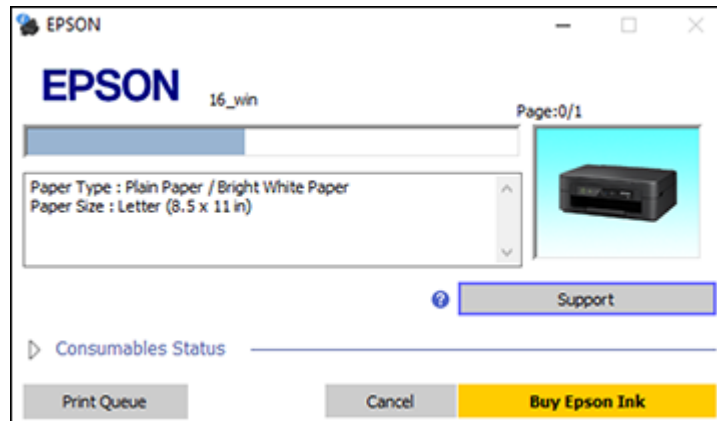 EPSON
EPSON
16_win
Page:0/1
Paper Type : Plain Paper / Bright White Paper
Paper Size : Letter (8.5 x 11 in)
Support
Consumables Status
Print Queue
Cancel
Buy Epson Ink